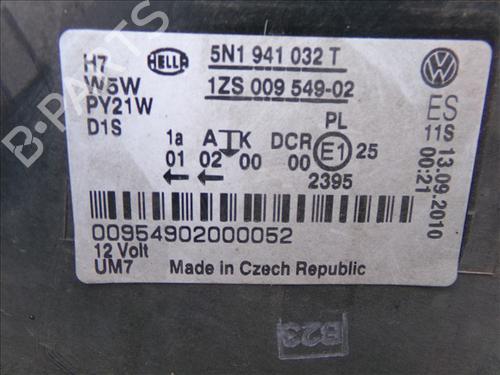 H7
HELLA
5N1 941 032 T
W5W
1ZS 009 549-02
PY21W
D1S
PL
ES
11S
1a A K DCR E1 25
01 02 00 00
2395
13.09.2010
00:21
00954902000052
12 Volt
UM7 Made in Czech Republic
B23
B-PARTS